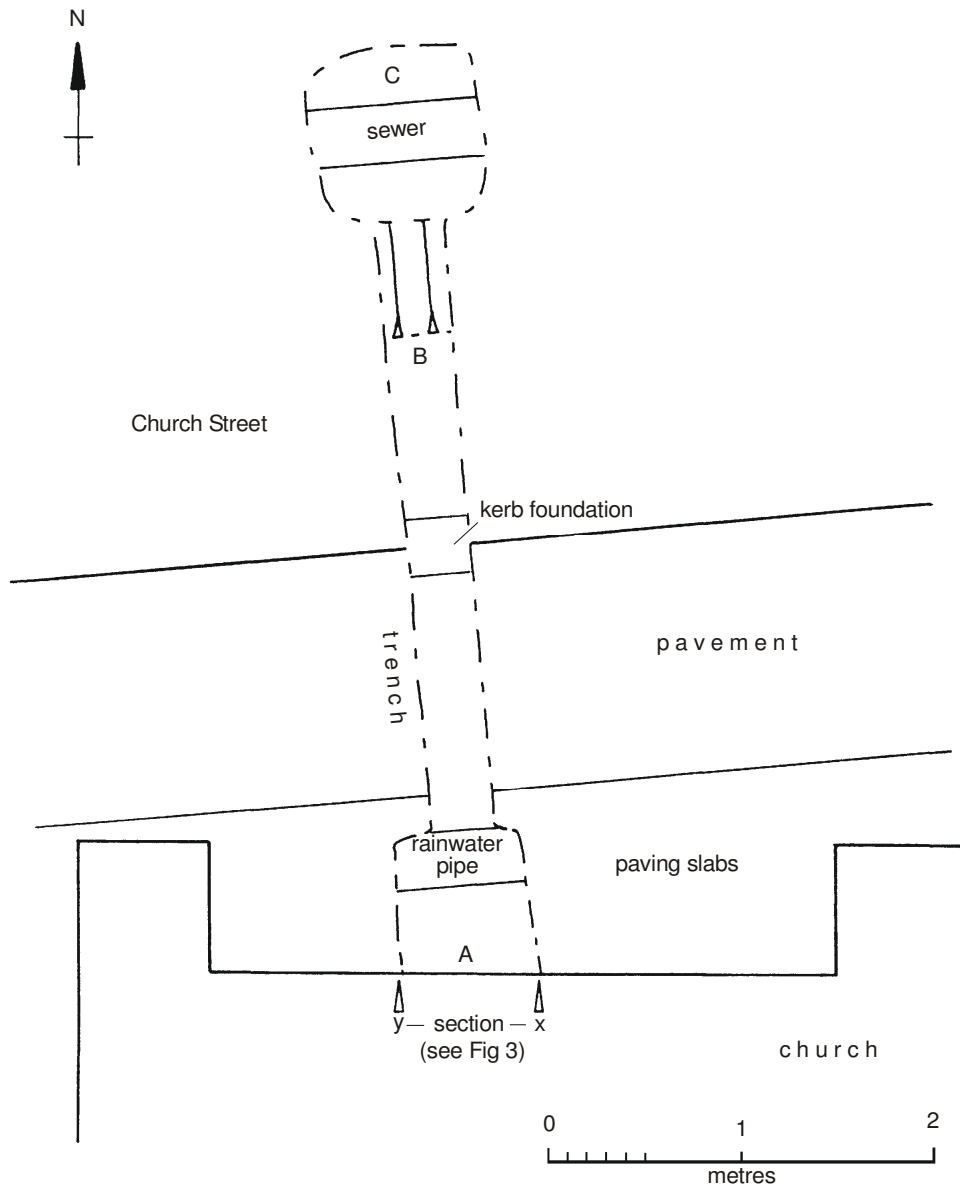 N
C
sewer
B
Church Street
kerb foundation
pavement
trench
rainwater
pipe
paving slabs
A
y — section — x
(see Fig 3)
church
0 1 2
metres